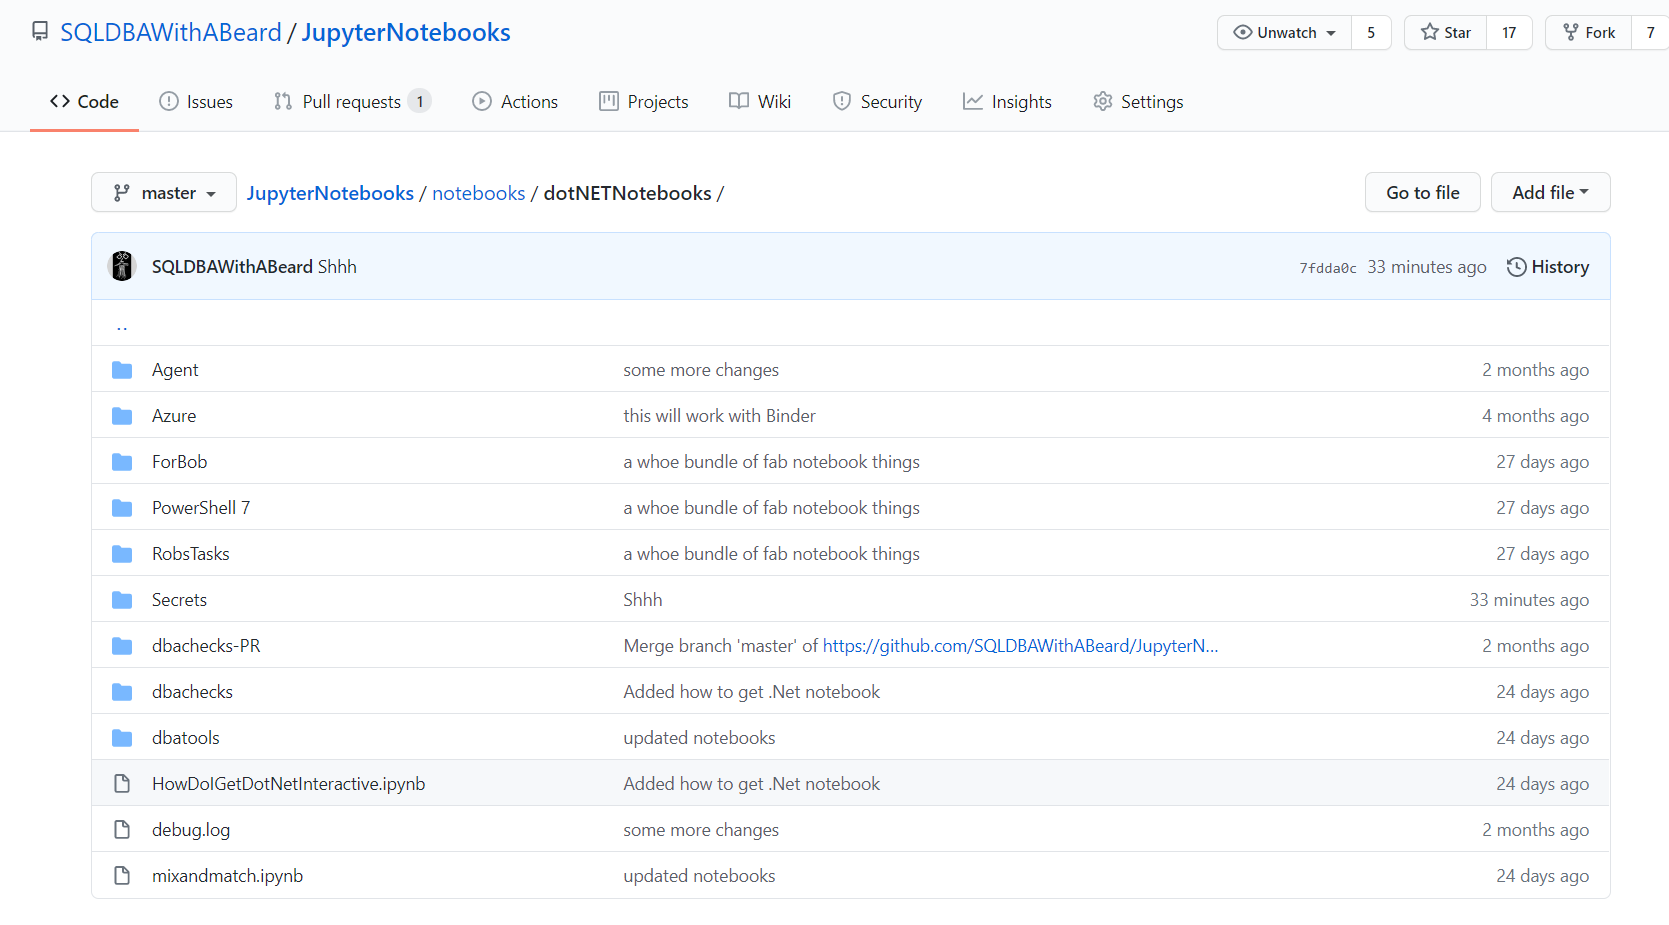 SQLDBAWithABeard / JupyterNotebooks Unwatch 5 Star 17 Fork 7
Code Issues Pull requests 1 Actions Projects Wiki Security Insights Settings
master JupyterNotebooks / notebooks / dotNETNotebooks / Go to file Add file
SQLDBAWithABeard Shhh 7fdda0c 33 minutes ago History
..
Agent some more changes 2 months ago
Azure this will work with Binder 4 months ago
ForBob a whoe bundle of fab notebook things 27 days ago
PowerShell 7 a whoe bundle of fab notebook things 27 days ago
RobsTasks a whoe bundle of fab notebook things 27 days ago
Secrets Shhh 33 minutes ago
dbachecks-PR Merge branch 'master' of https://github.com/SQLDBAWithABeard/JupyterN... 2 months ago
dbachecks Added how to get .Net notebook 24 days ago
dbatools updated notebooks 24 days ago
HowDoIGetDotNetInteractive.ipynb Added how to get .Net notebook 24 days ago
debug.log some more changes 2 months ago
mixandmatch.ipynb updated notebooks 24 days ago